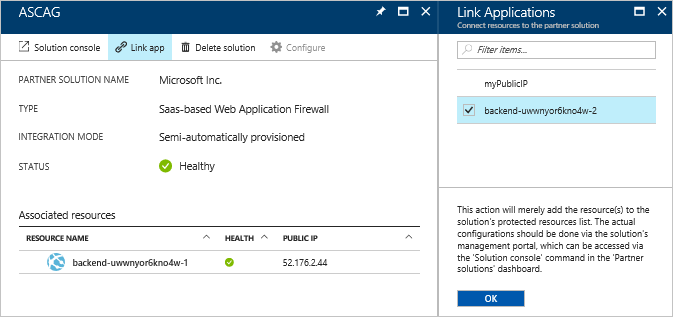 ASCAG
Solution console Link app Delete solution Configure
PARTNER SOLUTION NAME Microsoft Inc.
TYPE Saas-based Web Application Firewall
INTEGRATION MODE Semi-automatically provisioned
STATUS Healthy
Associated resources
RESOURCE NAME HEALTH PUBLIC IP
backend-uwwnyor6kno4w-1 52.176.2.44
Link Applications
Connect resources to the partner solution
Filter items...
myPublicIP
backend-uwwnyor6kno4w-2
This action will merely add the resource(s) to the
solution's protected resources list. The actual
configurations should be done via the solution's
management portal, which can be accessed via
the 'Solution console' command in the 'Partner
solutions' dashboard.
OK